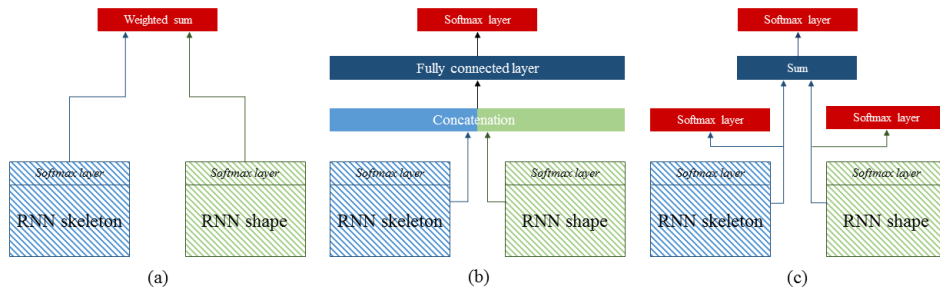 Weighted sum
Softmax layer
RNN skeleton
Softmax layer
RNN shape
(a)
Softmax layer
Fully connected layer
Concatenation
Softmax layer
RNN skeleton
Softmax layer
RNN shape
(b)
Softmax layer
Sum
Softmax layer
Softmax layer
Softmax layer
RNN skeleton
Softmax layer
RNN shape
(c)